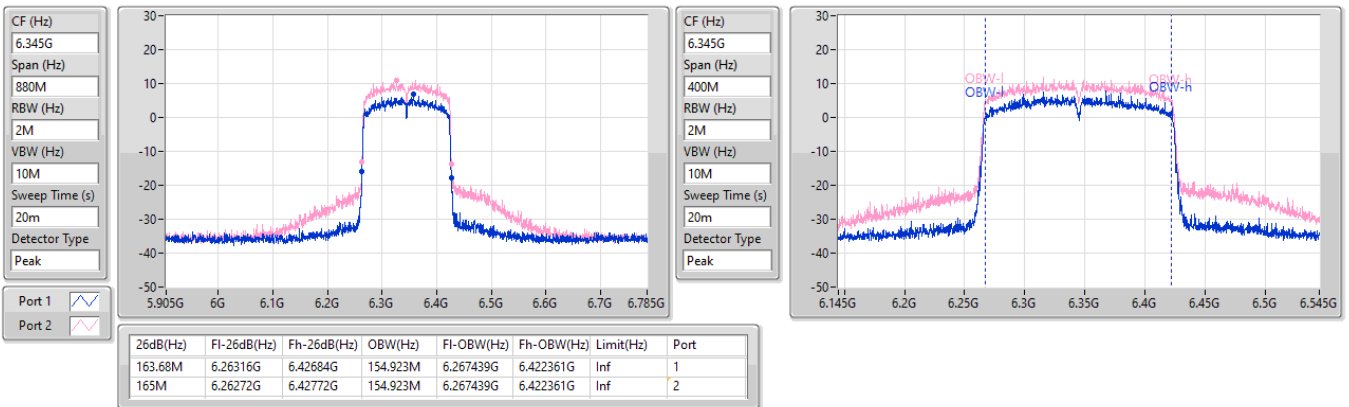 CF (Hz)
6.345G
Span (Hz)
880M
RBW (Hz)
2M
VBW (Hz)
10M
Sweep Time (s)
20m
Detector Type
Peak
Port 1
Port 2
30
20
10
0
-10
-20
-30
-40
-50
5.905G 6G 6.1G 6.2G 6.3G 6.4G 6.5G 6.6G 6.7G 6.785G
CF (Hz)
6.345G
Span (Hz)
400M
RBW (Hz)
2M
VBW (Hz)
10M
Sweep Time (s)
20m
Detector Type
Peak
30
20
10
0
-10
-20
-30
-40
-50
OBW-l OBW-h
OBW-l OBW-h
6.145G 6.2G 6.25G 6.3G 6.35G 6.4G 6.45G 6.5G 6.545G
26dB(Hz) Fl-26dB(Hz) Fh-26dB(Hz) OBW(Hz) Fl-OBW(Hz) Fh-OBW(Hz) Limit(Hz) Port
163.68M 6.26316G 6.42684G 154.923M 6.267439G 6.422361G Inf 1
165M 6.26272G 6.42772G 154.923M 6.267439G 6.422361G Inf 2